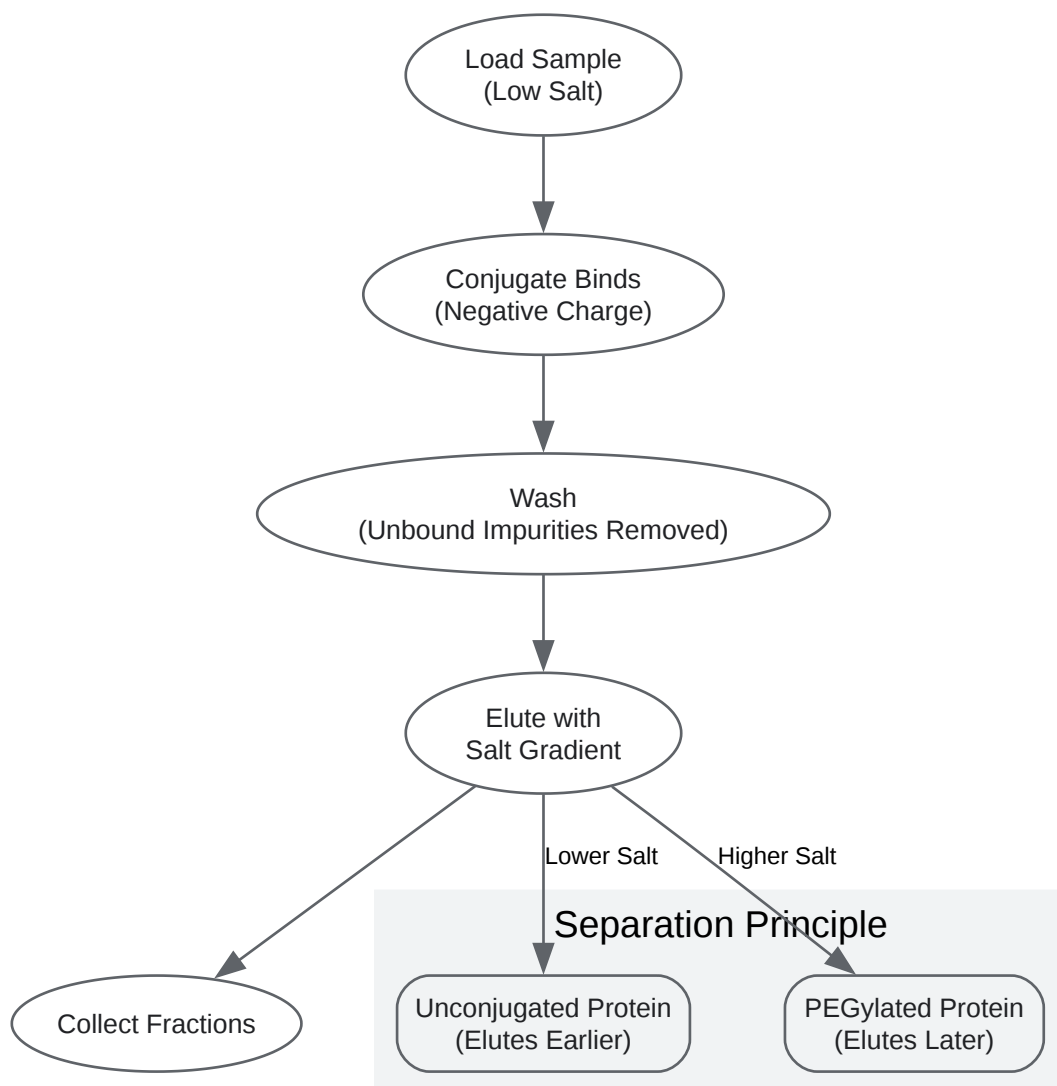 Load Sample
(Low Salt)
Conjugate Binds
(Negative Charge)
Wash
(Unbound Impurities Removed)
Elute with
Salt Gradient
Lower Salt
Higher Salt
Separation Principle
Collect Fractions
Unconjugated Protein
(Elutes Earlier)
PEGylated Protein
(Elutes Later)